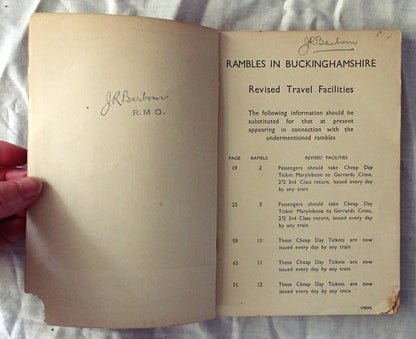 J R Barbour
R.M.O.
J R Barbour
RAMBLES IN BUCKINGHAMSHIRE
Revised Travel Facilities
The following information should be
substituted for that at present
appearing in connection with the
undermentioned rambles
PAGE RAMBLE REVISED FACILITIES
19 2 Passengers should take Cheap Day
Ticket Marylebone to Gerrards Cross,
2/2 3rd Class return, issued every day
by any train
25 3 Passengers should take Cheap Day
Ticket Marylebone to Gerrards Cross,
2/2 3rd Class return, issued every day
by any train
59 10 These Cheap Day Tickets are now
issued every day by any train
65 11 These Cheap Day Tickets are now
issued every day by any train
71 12 These Cheap Day Tickets are now
issued every day by any train